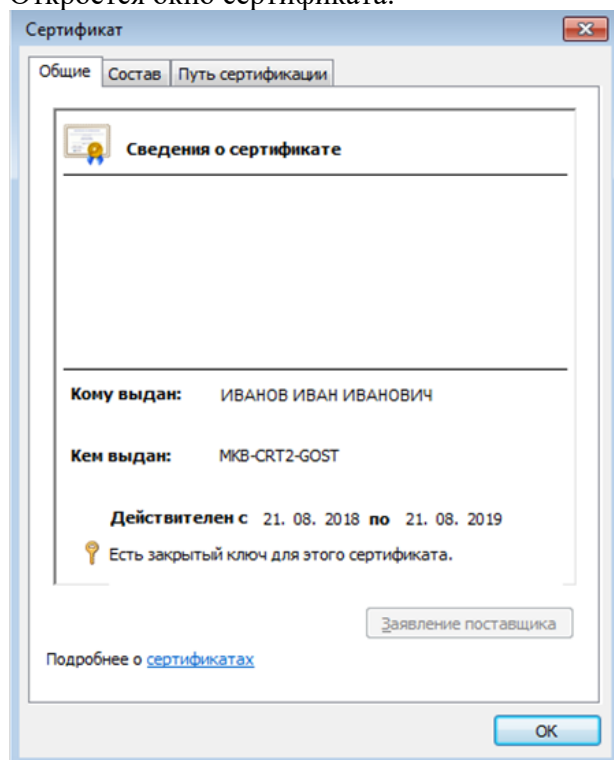 Откроется окно сертификата.
Сертификат
Общие Состав Путь сертификации
Сведения о сертификате
Кому выдан: ИВАНОВ ИВАН ИВАНОВИЧ
Кем выдан: MKB-CRT2-GOST
Действителен с 21. 08. 2018 по 21. 08. 2019
Есть закрытый ключ для этого сертификата.
Заявление поставщика
Подробнее о сертификатах
ОК